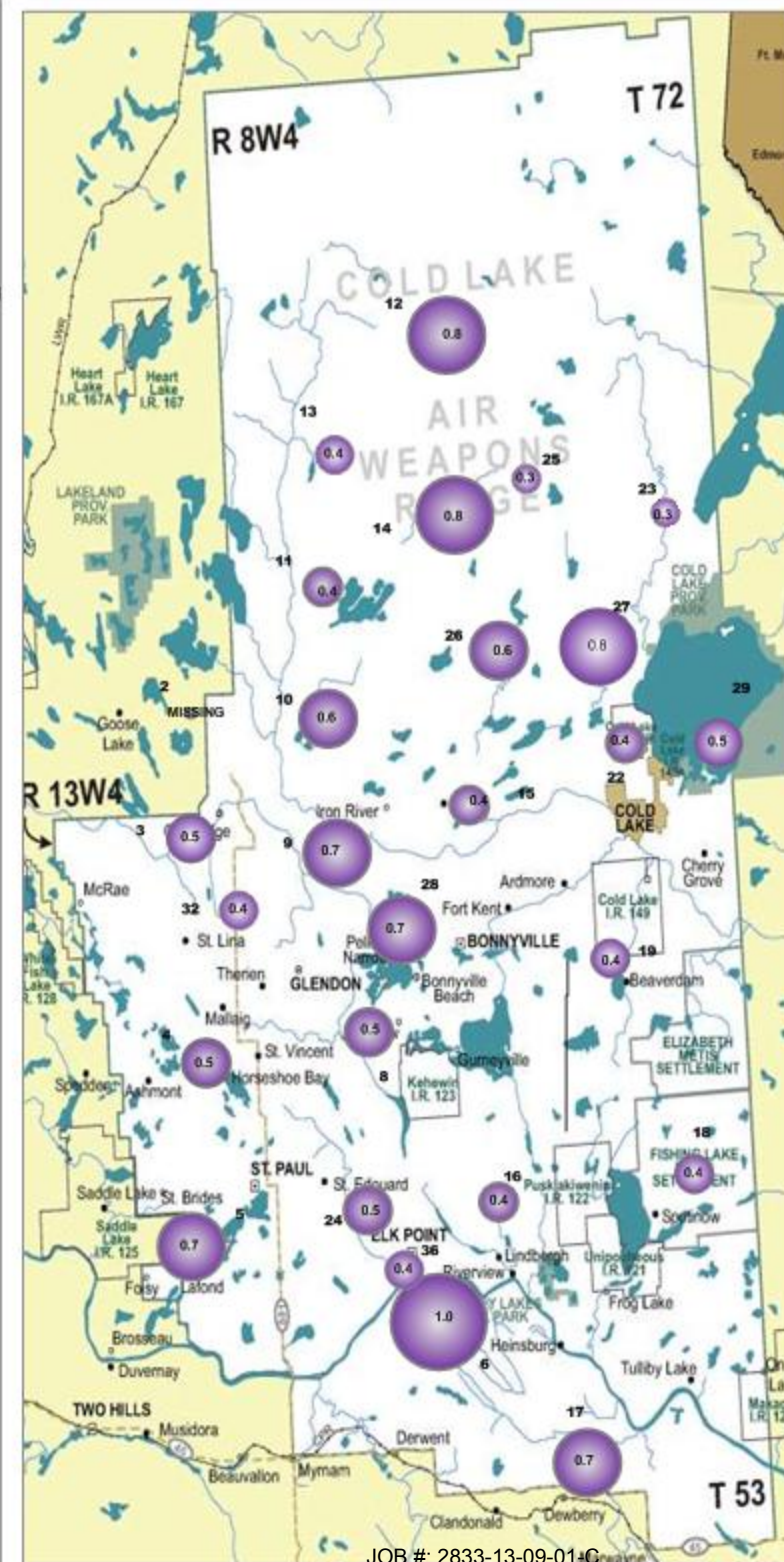 T 72
R 8W4
Edmo
COLD LAKE
12
0.8
Heart Lake I.R. 167A
Heart Lake I.R. 167
13
AIR
0.4
WEAPONS
25
0.3
LAKELAND PROV. PARK
23
0.3
0.8
14
11
0.4
COLD LAKE PROV. PARK
27
26
0.6
0.8
2
MISSING
29
10
0.6
Goose Lake
0.4
0.5
22
R 13W4
0.4
15
COLD LAKE
Iron River
3
0.5
9
0.7
Cherry Grove
28
Ardmore
McRae
32
0.4
Fort Kent
Cold Lake I.R. 149
0.7
St. Lina
BONNYVILLE
0.4
19
Therien
GLENDON
Bonnyville Beach
Beaverdam
Mallaig
0.5
4
0.5
St. Vincent
Gurneyville
ELIZABETH METIS SETTLEMENT
Ashmont
Horseshoe Bay
8
Kehewin I.R. 123
18
FISHING LAKE
0.4
ST. PAUL
St. Edouard
16
0.4
Saddle Lake
St. Brides
24
0.5
5
Saddle Lake I.R. 125
0.7
ELK POINT
36
0.4
Lindbergh
Riverview
Foisy
Lafond
Frog Lake
1.0
PARK
Brosseau
Heinsburg
6
Duvernay
Tulliby Lake
TWO HILLS
17
Musidora
45
Derwent
0.7
Beauvallon
Myrnam
T 53
Clandonald
Dewberry
45
JOB #: 2833-13-09-01-C